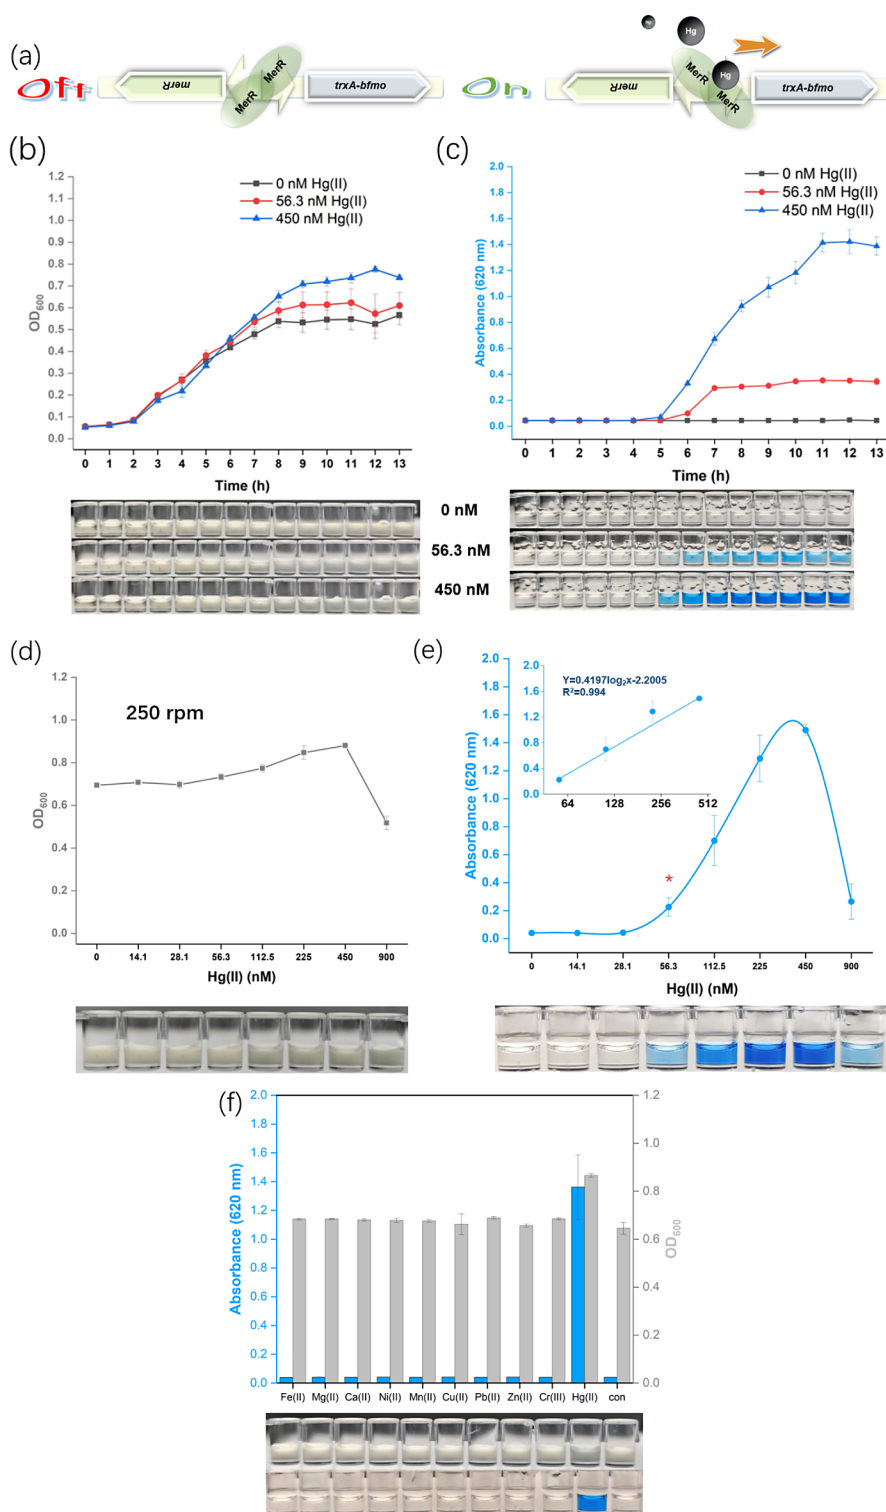 (a)
Off
merR
MerR
MerR
trxA-bfmo
On
merR
Hg
Hg
Hg
MerR
MerR
trxA-bfmo
(b)
1.2
1.1
1.0
0.9
0.8
0.7
0.6
0.5
0.4
0.3
0.2
0.1
0.0
OD600
0 nM Hg(II)
56.3 nM Hg(II)
450 nM Hg(II)
0 1 2 3 4 5 6 7 8 9 10 11 12 13
Time (h)
(c)
2.0
1.8
1.6
1.4
1.2
1.0
0.8
0.6
0.4
0.2
0.0
Absorbance (620 nm)
0 nM Hg(II)
56.3 nM Hg(II)
450 nM Hg(II)
0 1 2 3 4 5 6 7 8 9 10 11 12 13
Time (h)
0 nM
56.3 nM
450 nM
(d)
1.2
1.0
0.8
0.6
0.4
0.2
0.0
OD600
250 rpm
0 14.1 28.1 56.3 112.5 225 450 900
Hg(II) (nM)
(e)
2.0
1.8
1.6
1.4
1.2
1.0
0.8
0.6
0.4
0.2
0.0
Absorbance (620 nm)
2.0
1.6
1.2
0.8
0.4
0.0
Y=0.4197log2x-2.2005
R²=0.994
64 128 256 512
*
0 14.1 28.1 56.3 112.5 225 450 900
Hg(II) (nM)
(f)
2.0
1.8
1.6
1.4
1.2
1.0
0.8
0.6
0.4
0.2
0.0
Absorbance (620 nm)
1.2
1.0
0.8
0.6
0.4
0.2
0.0
OD600
Fe(II) Mg(II) Ca(II) Ni(II) Mn(II) Cu(II) Pb(II) Zn(II) Cr(III) Hg(II) con